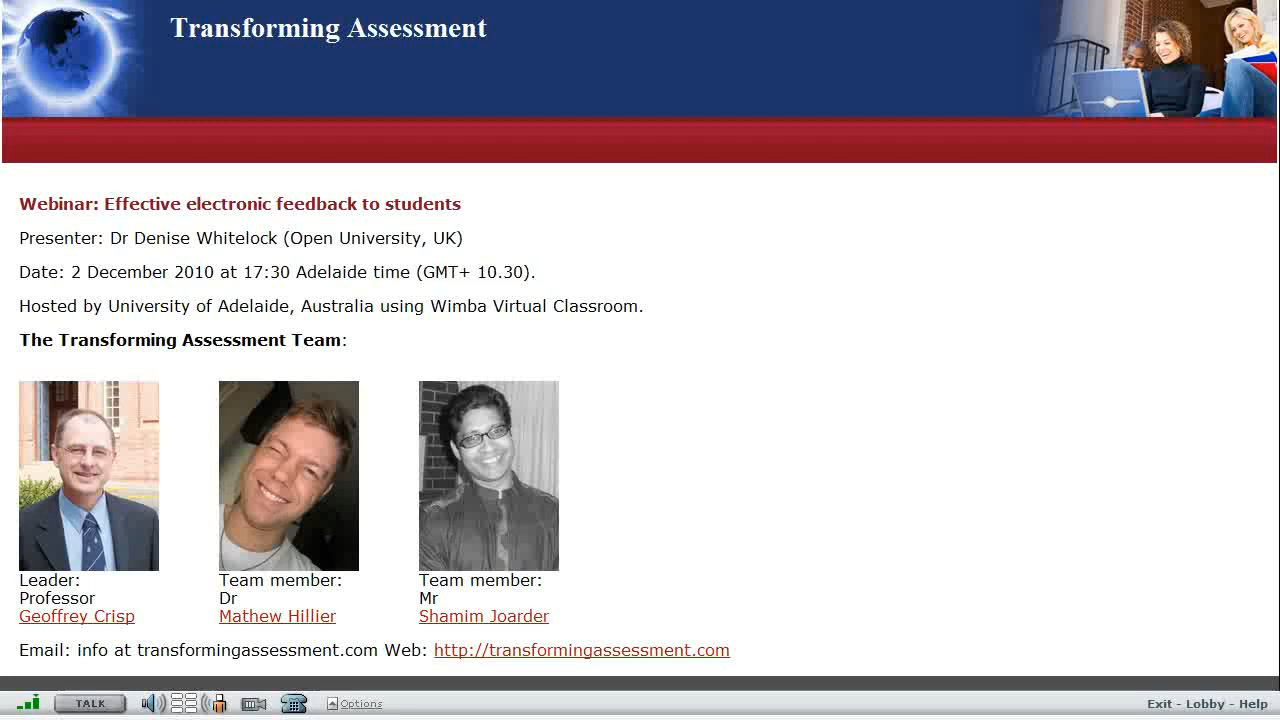 Transforming Assessment
Webinar: Effective electronic feedback to students
Presenter: Dr Denise Whitelock (Open University, UK)
Date: 2 December 2010 at 17:30 Adelaide time (GMT+ 10.30).
Hosted by University of Adelaide, Australia using Wimba Virtual Classroom.
The Transforming Assessment Team:
Leader:
Professor
Geoffrey Crisp
Team member:
Dr
Mathew Hillier
Team member:
Mr
Shamim Joarder
Email: info at transformingassessment.com Web: http://transformingassessment.com
TALK
Options
Exit - Lobby - Help